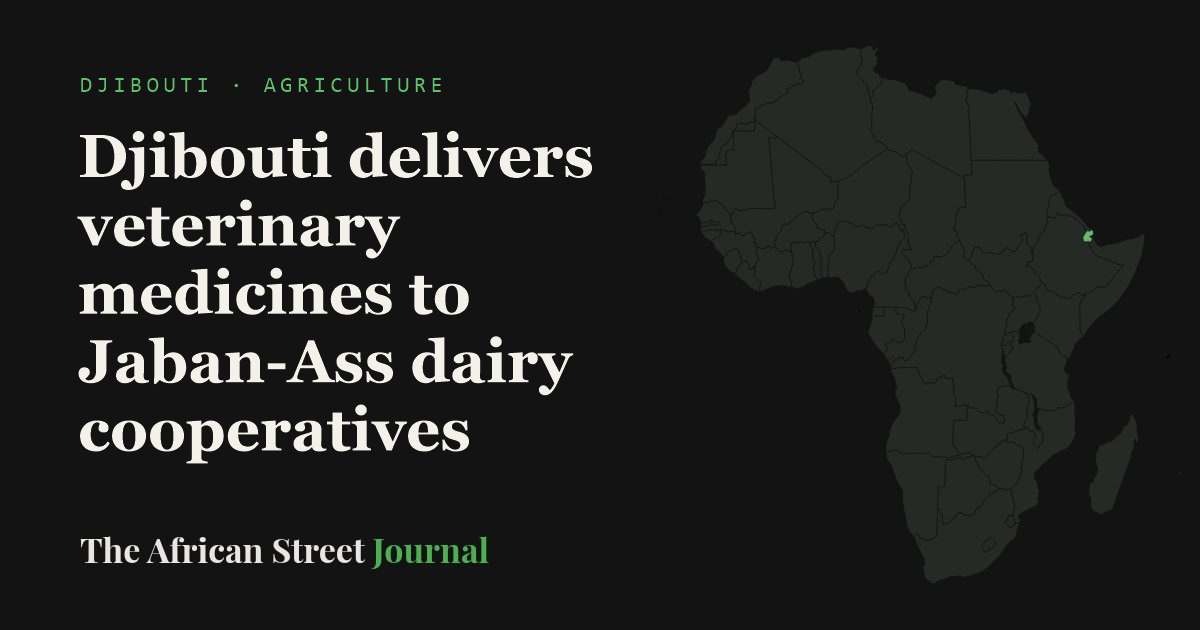 DJIBOUTI · AGRICULTURE
Djibouti delivers
veterinary
medicines to
Jaban-Ass dairy
cooperatives
The African Street Journal